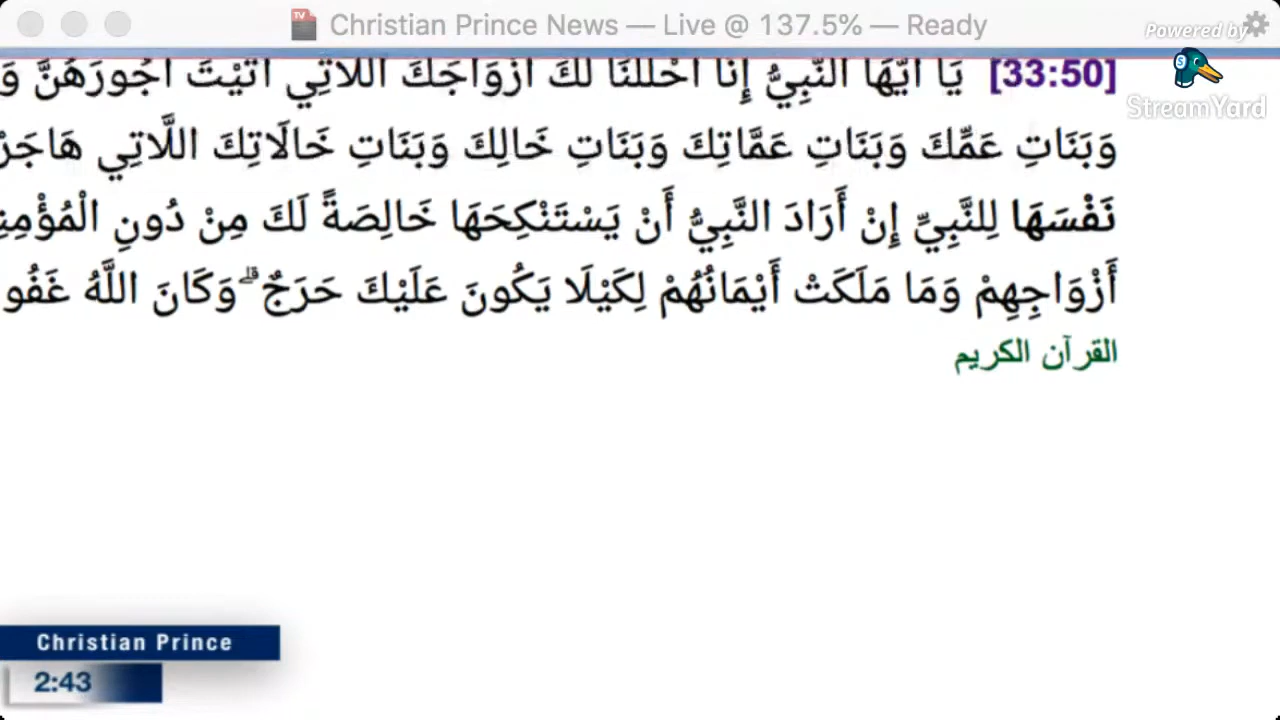 Christian Prince News — Live @ 137.5% — Ready
Powered by
StreamYard
[33:50] يَا أَيُّهَا النَّبِيُّ إِنَّا أَحْلَلْنَا لَكَ أَزْوَاجَكَ اللَّاتِي آتَيْتَ أُجُورَهُنَّ وَ
وَبَنَاتِ عَمِّكَ وَبَنَاتِ عَمَّاتِكَ وَبَنَاتِ خَالِكَ وَبَنَاتِ خَالَاتِكَ اللَّاتِي هَاجَرْ
نَفْسَهَا لِلنَّبِيِّ إِنْ أَرَادَ النَّبِيُّ أَنْ يَسْتَنْكِحَهَا خَالِصَةً لَكَ مِنْ دُونِ الْمُؤْمِنِ
أَزْوَاجِهِمْ وَمَا مَلَكَتْ أَيْمَانُهُمْ لِكَيْلَا يَكُونَ عَلَيْكَ حَرَجٌ ۗ وَكَانَ اللَّهُ غَفُو
القرآن الكريم
Christian Prince
2:43